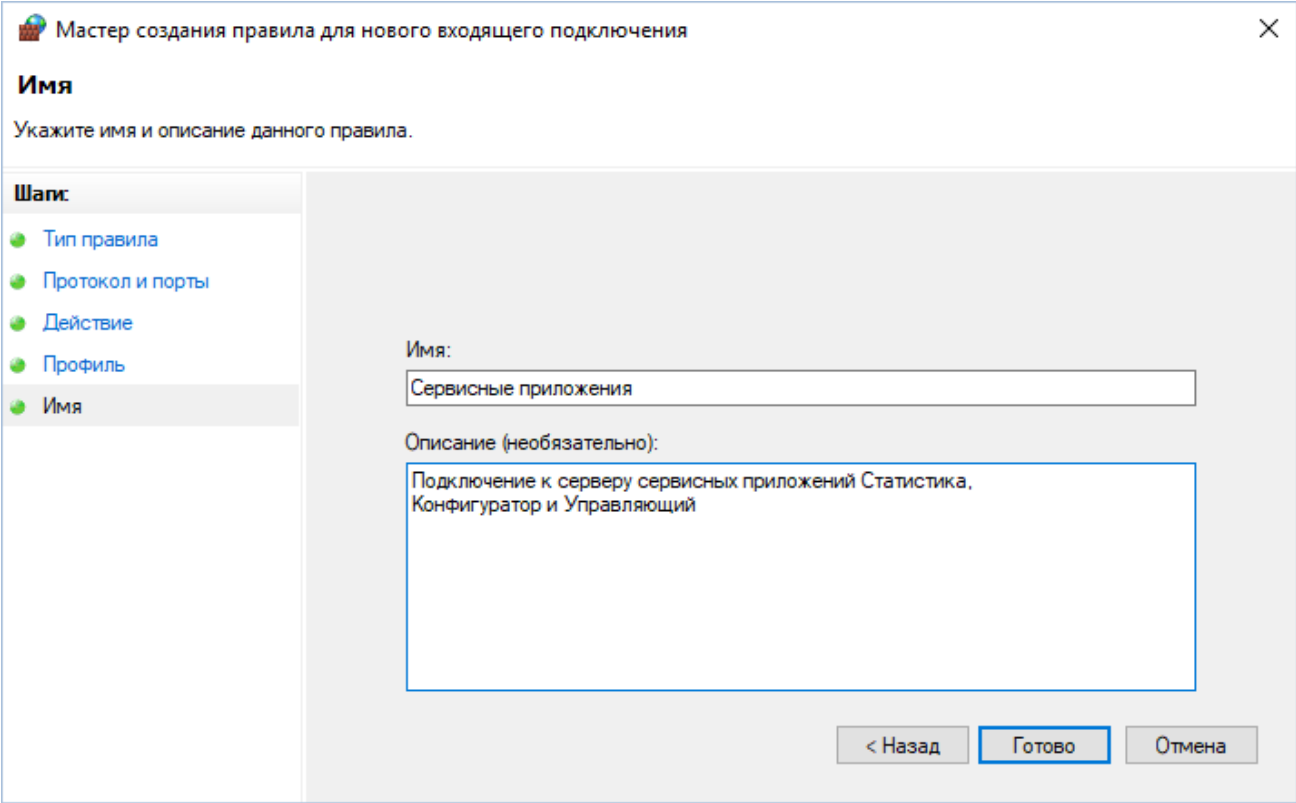 Мастер создания правила для нового входящего подключения
Имя
Укажите имя и описание данного правила.
Шаги:
Тип правила
Протокол и порты
Действие
Профиль
Имя
Имя:
Сервисные приложения
Описание (необязательно):
Подключение к серверу сервисных приложений Статистика,
Конфигуратор и Управляющий
< Назад
Готово
Отмена